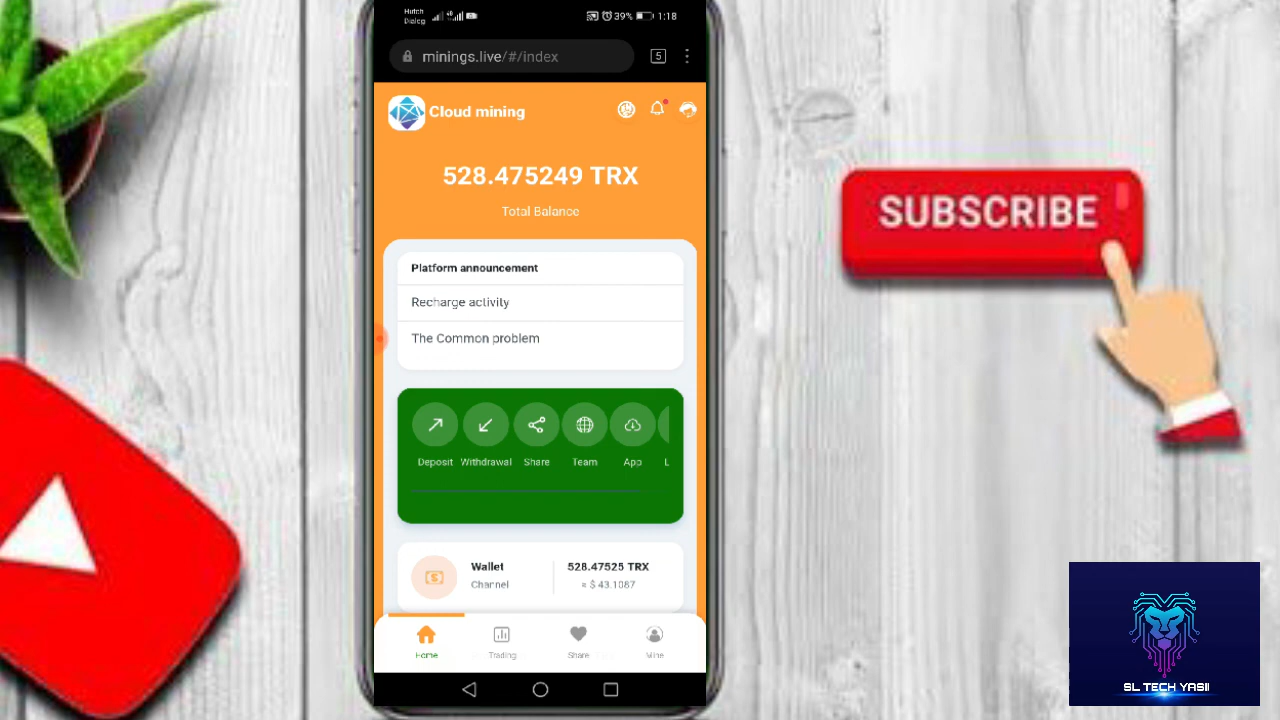 Hutch
Dialog
4G
39%
1:18
minings.live/#/index
5
Cloud mining
528.475249 TRX
Total Balance
Platform announcement
Recharge activity
The Common problem
Deposit
Withdrawal
Share
Team
App
L
Wallet
528.47525 TRX
Channel
≈ $ 43.1087
Home
Trading
Share
Mine
SUBSCRIBE
SL TECH YASII